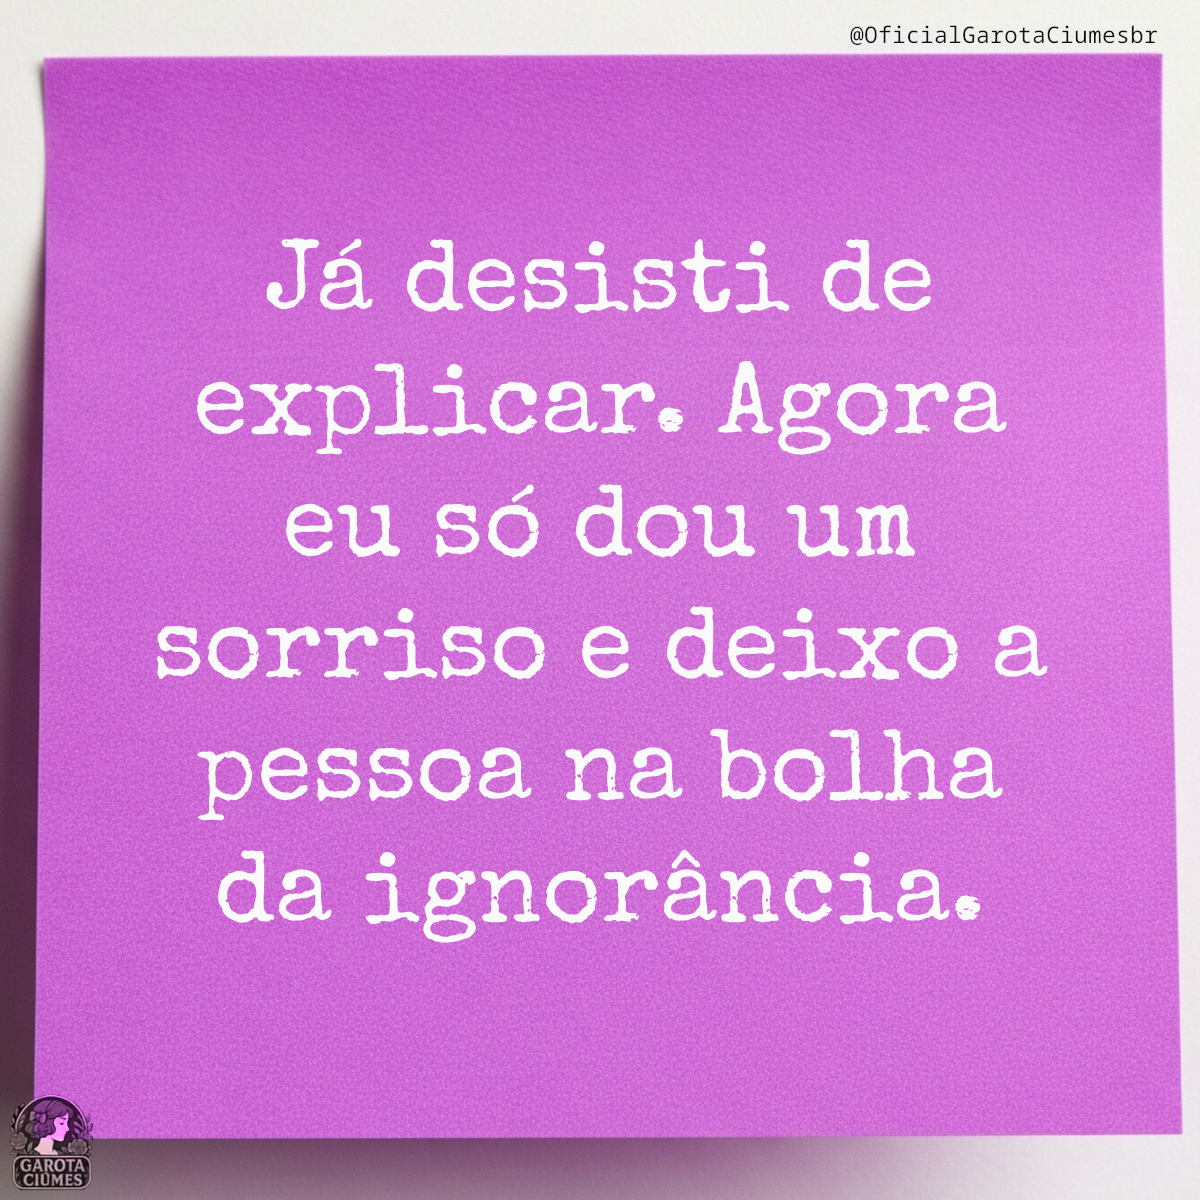 @OficialGarotaCiumesbr
Já desisti de
explicar. Agora
eu só dou um
sorriso e deixo a
pessoa na bolha
da ignorância.
GAROTA
CIÚMES